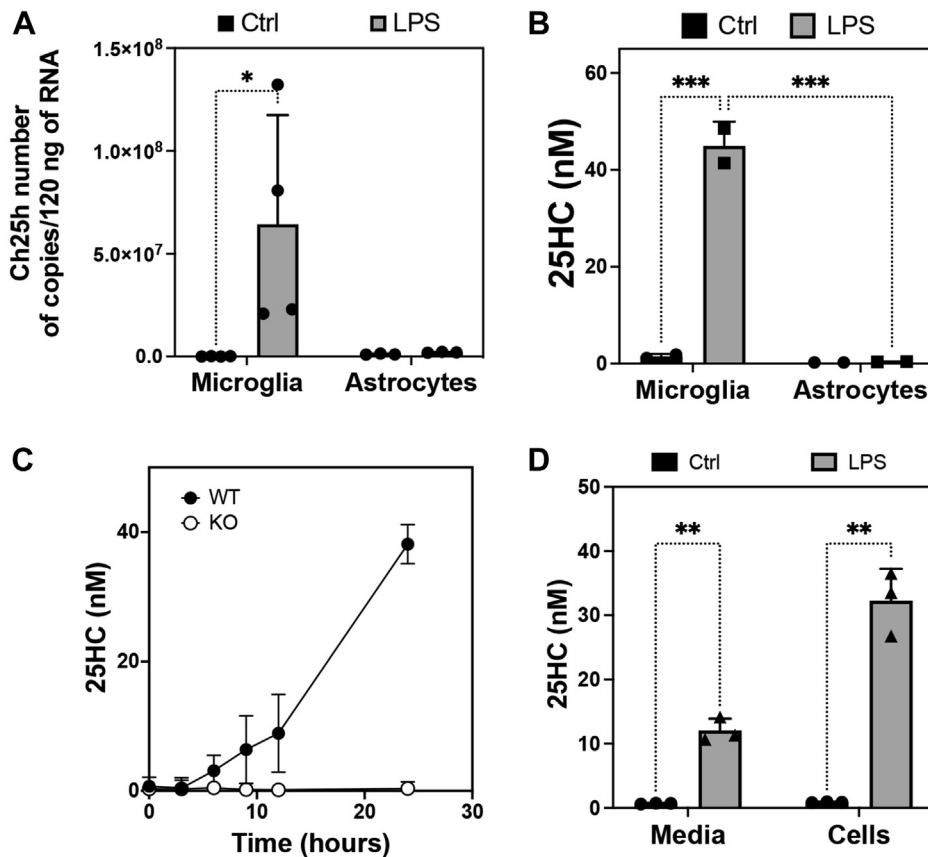 A
Ctrl
LPS
Ch25h number
of copies/120 ng of RNA
1.5×10⁸
1.0×10⁸
5.0×10⁷
0.0
*
Microglia
Astrocytes
B
Ctrl
LPS
25HC (nM)
60
40
20
0
***
***
Microglia
Astrocytes
C
WT
KO
25HC (nM)
40
20
0
0
10
20
30
Time (hours)
D
Ctrl
LPS
25HC (nM)
50
40
30
20
10
0
**
**
Media
Cells